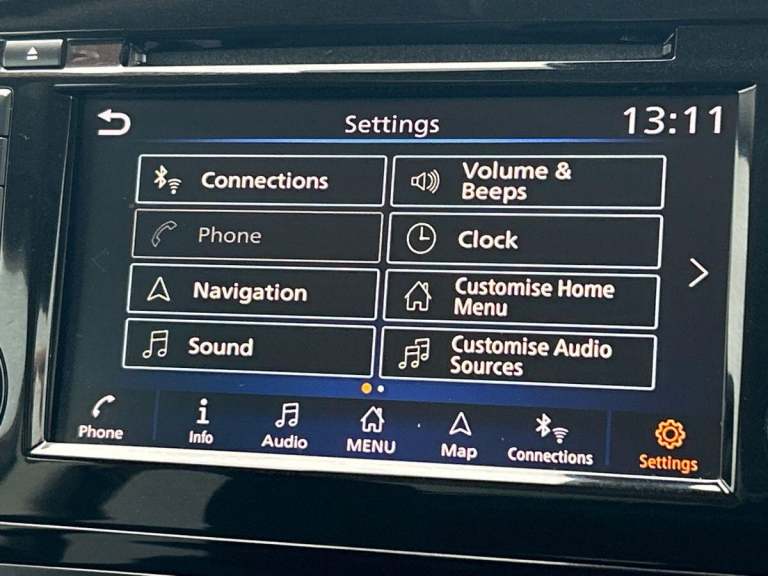 Settings
13:11
Connections
Volume &
Beeps
Phone
Clock
Navigation
Customise Home
Menu
Sound
Customise Audio
Sources
Phone
Info
Audio
MENU
Map
Connections
Settings